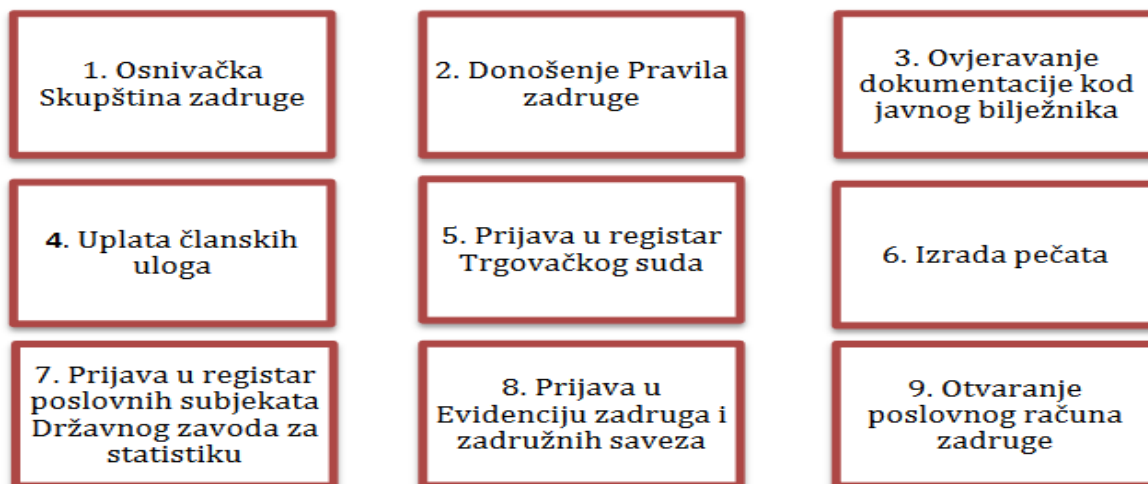 1. Osnivačka
Skupština zadruge
2. Donošenje Pravila
zadruge
3. Ovjeravanje
dokumentacije kod
javnog bilježnika
4. Uplata članskih
uloga
5. Prijava u registar
Trgovačkog suda
6. Izrada pečata
7. Prijava u registar
poslovnih subjekata
Državnog zavoda za
statistiku
8. Prijava u
Evidenciju zadruga i
zadružnih saveza
9. Otvaranje
poslovnog računa
zadruge